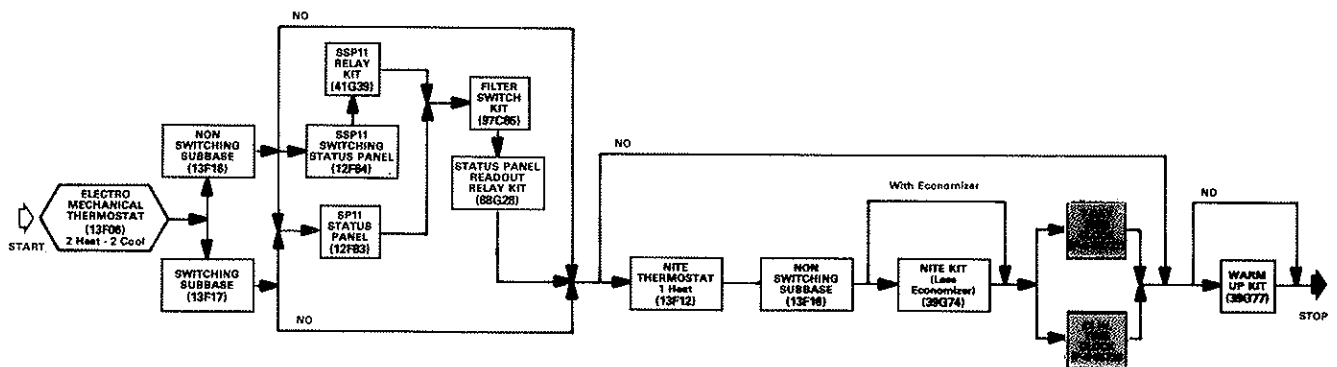 NO
SSP11
RELAY
KIT
(41G39)
FILTER
SWITCH
KIT
(97C85)
NON
SWITCHING
SUBBASE
(13F16)
SSP11
SWITCHING
STATUS PANEL
(12F84)
STATUS PANEL
READOUT
RELAY KIT
(68G28)
START
ELECTRO
MECHANICAL
THERMOSTAT
(13F06)
2 Heat - 2 Cool
SP11
STATUS
PANEL
(12F83)
SWITCHING
SUBBASE
(13F17)
NO
NO
With Economizer
NITE
THERMOSTAT
1 Heat
(13F12)
NON
SWITCHING
SUBBASE
(13F16)
NITE KIT
(Less
Economizer)
(39G74)
NO
WARM
UP KIT
(39G77)
STOP